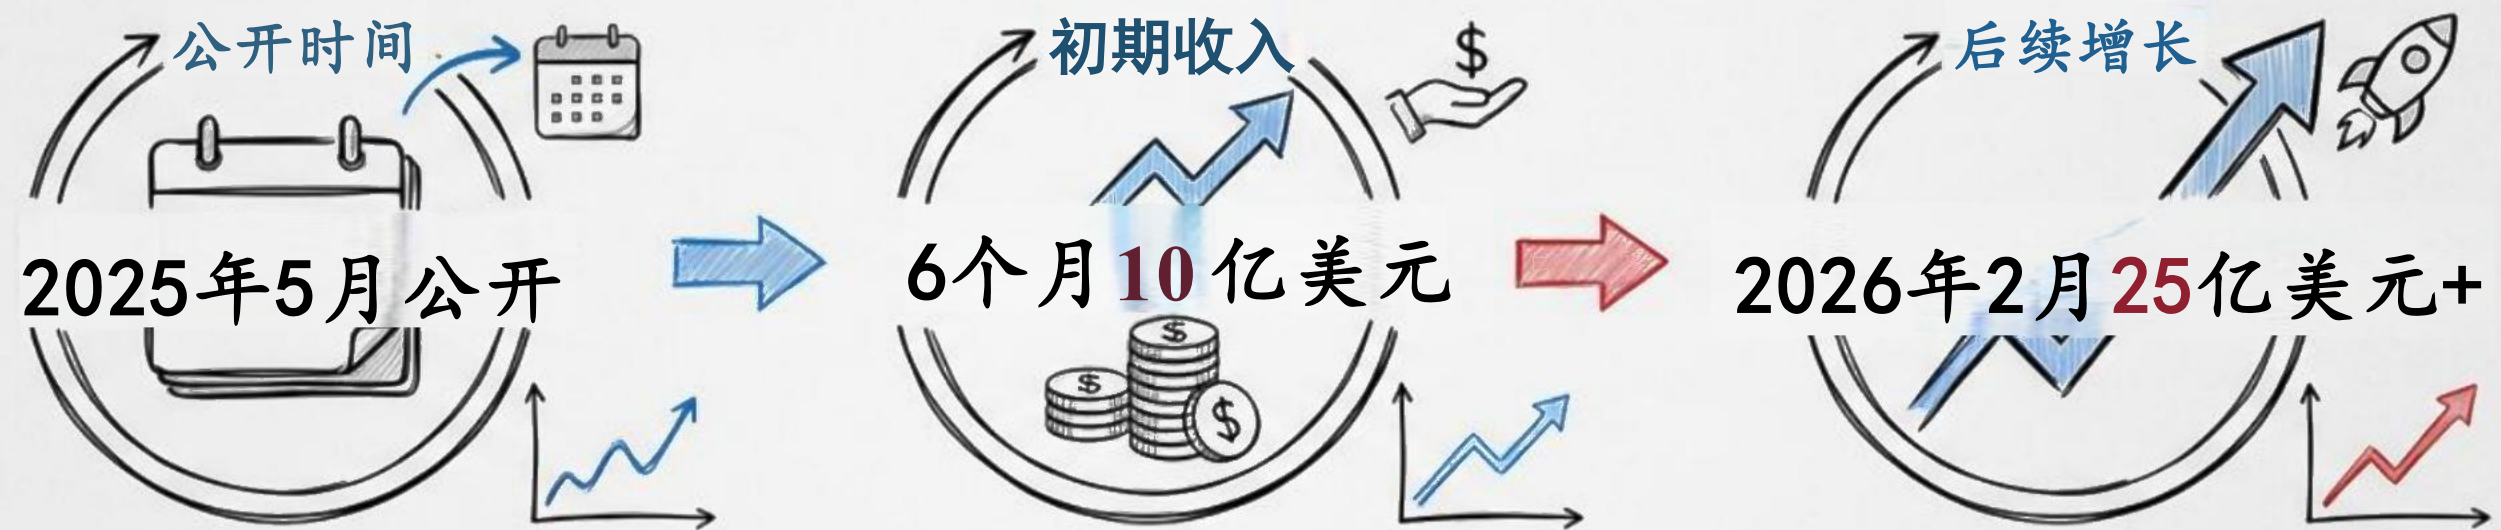 公开时间
初期收入
$
后续增长
2025年5月公开
6个月10亿美元
2026年2月25亿美元+
$
$
$